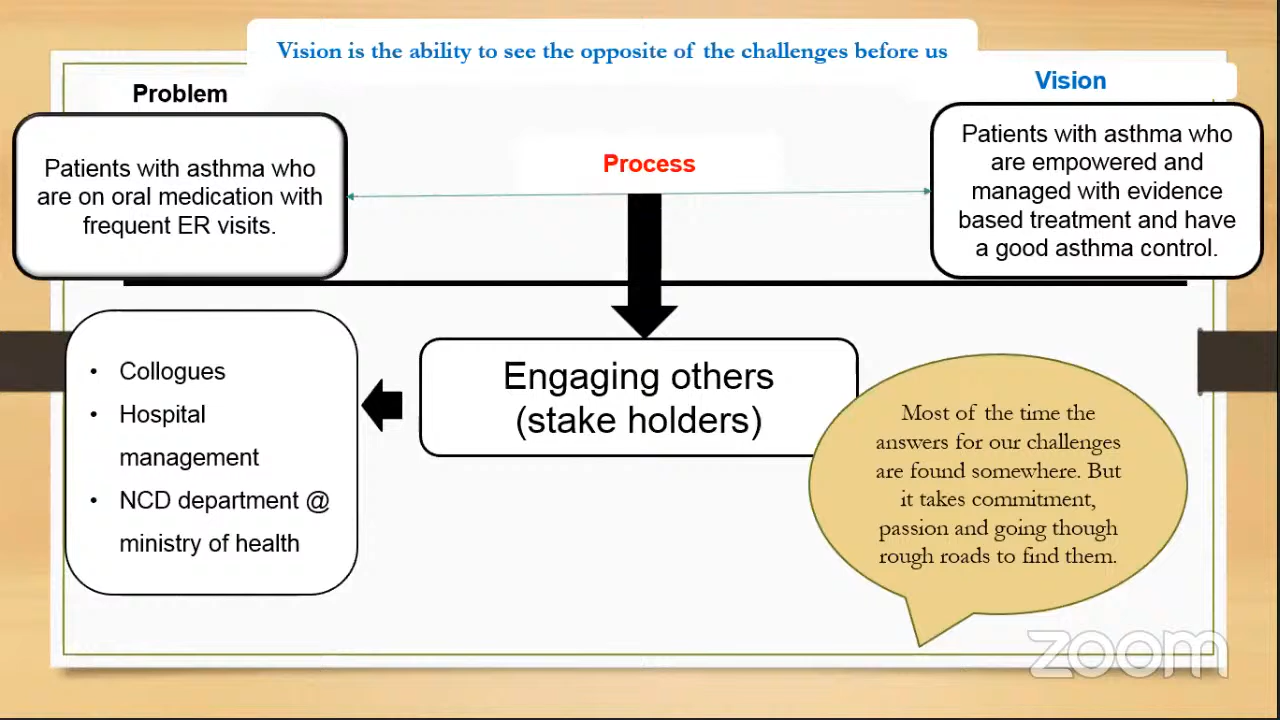 Vision is the ability to see the opposite of the challenges before us
Problem
Vision
Patients with asthma who
are on oral medication with
frequent ER visits.
Process
Patients with asthma who
are empowered and
managed with evidence
based treatment and have
a good asthma control.
• Collogues
• Hospital
management
• NCD department @
ministry of health
Engaging others
(stake holders)
Most of the time the
answers for our challenges
are found somewhere. But
it takes commitment,
passion and going though
rough roads to find them.
zoom